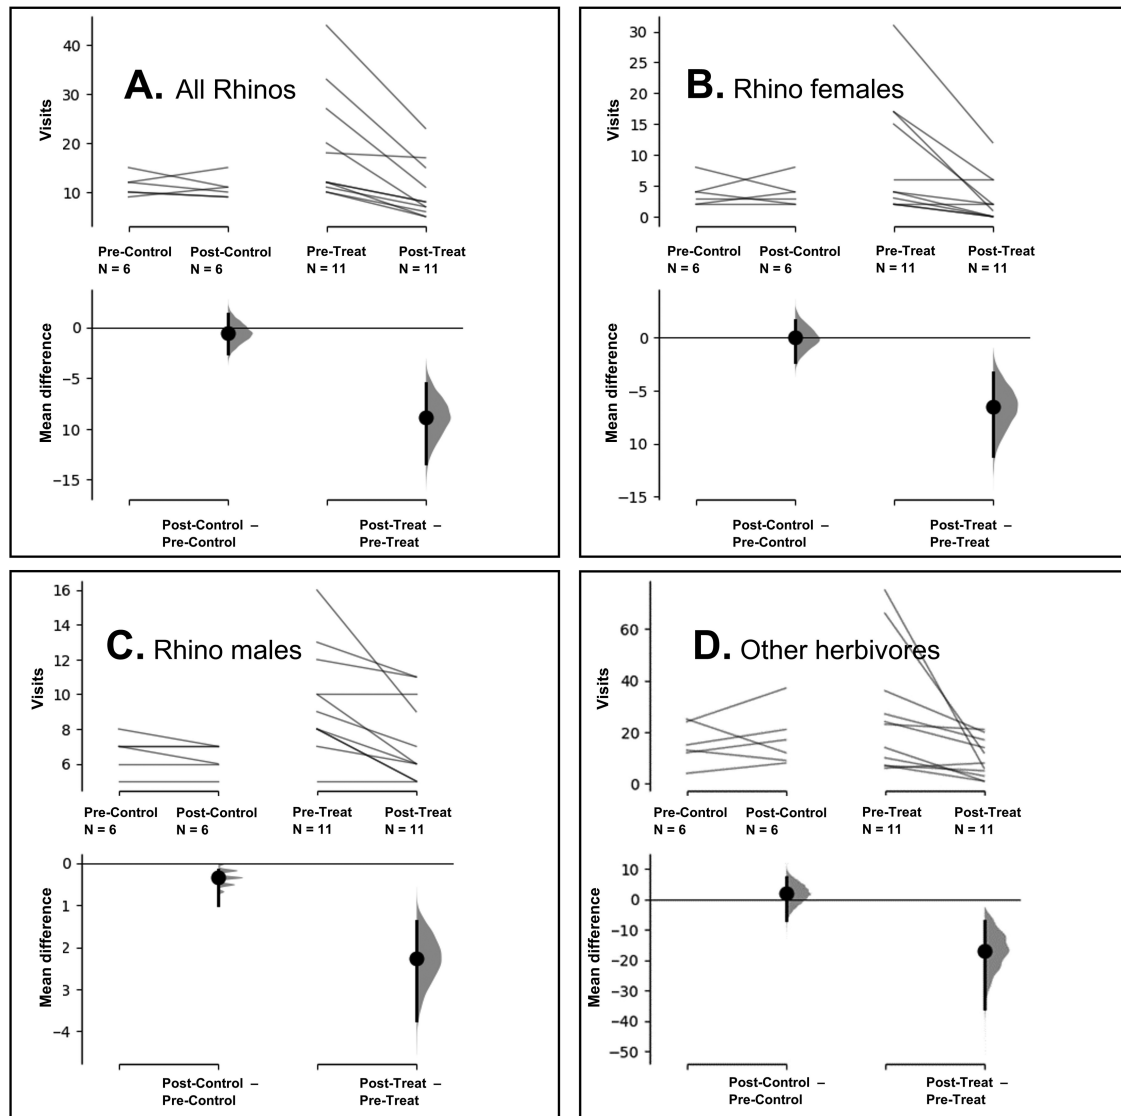 A. All Rhinos
Visits
40
30
20
10
Pre-Control Post-Control Pre-Treat Post-Treat
N = 6 N = 6 N = 11 N = 11
Mean difference
0
−5
10
−15
Post-Control – Post-Treat –
Pre-Control Pre-Treat
B. Rhino females
Visits
30
25
20
15
10
5
0
Pre-Control Post-Control Pre-Treat Post-Treat
N = 6 N = 6 N = 11 N = 11
Mean difference
0
−5
10
−15
Post-Control – Post-Treat –
Pre-Control Pre-Treat
C. Rhino males
Visits
16
14
12
10
8
6
Pre-Control Post-Control Pre-Treat Post-Treat
N = 6 N = 6 N = 11 N = 11
Mean difference
0
1
2
3
−4
Post-Control – Post-Treat –
Pre-Control Pre-Treat
D. Other herbivores
Visits
60
40
20
0
Pre-Control Post-Control Pre-Treat Post-Treat
N = 6 N = 6 N = 11 N = 11
Mean difference
10
0
−10
−20
−30
−40
−50
Post-Control – Post-Treat –
Pre-Control Pre-Treat